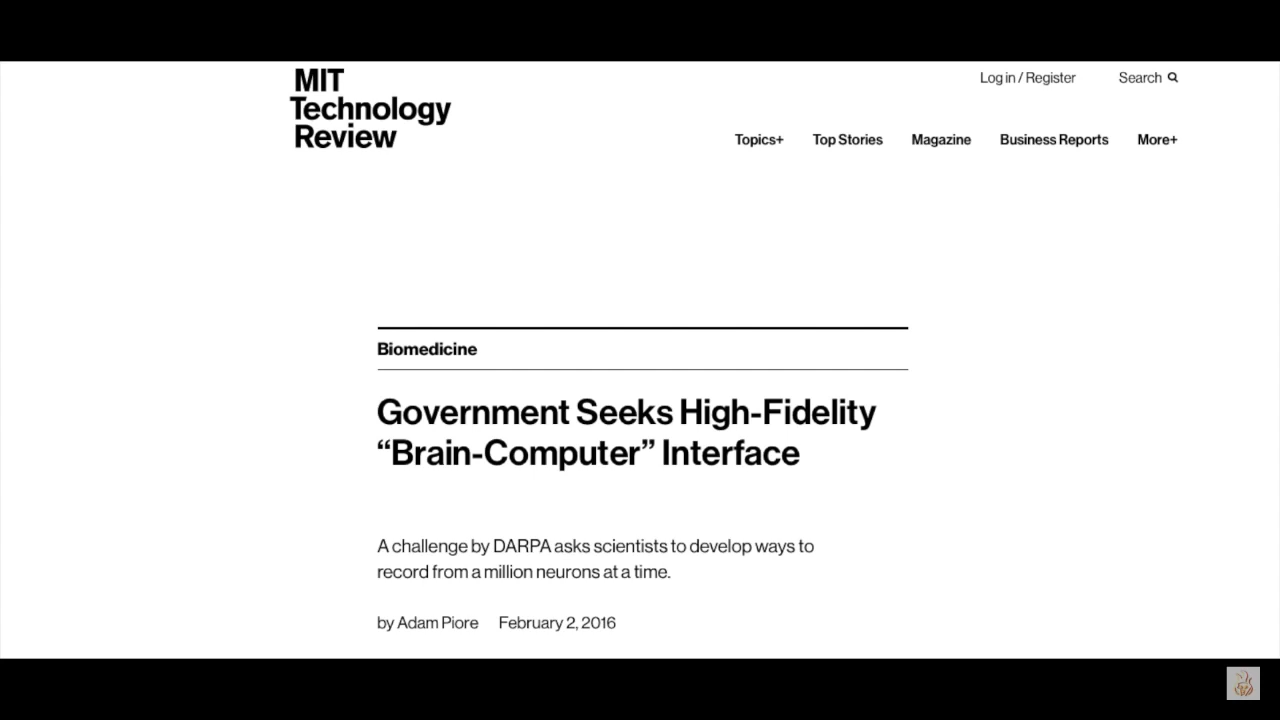 MIT
Technology
Review
Log in / Register
Search
Topics+
Top Stories
Magazine
Business Reports
More+
Biomedicine
Government Seeks High-Fidelity
“Brain-Computer” Interface
A challenge by DARPA asks scientists to develop ways to
record from a million neurons at a time.
by Adam Piore
February 2, 2016